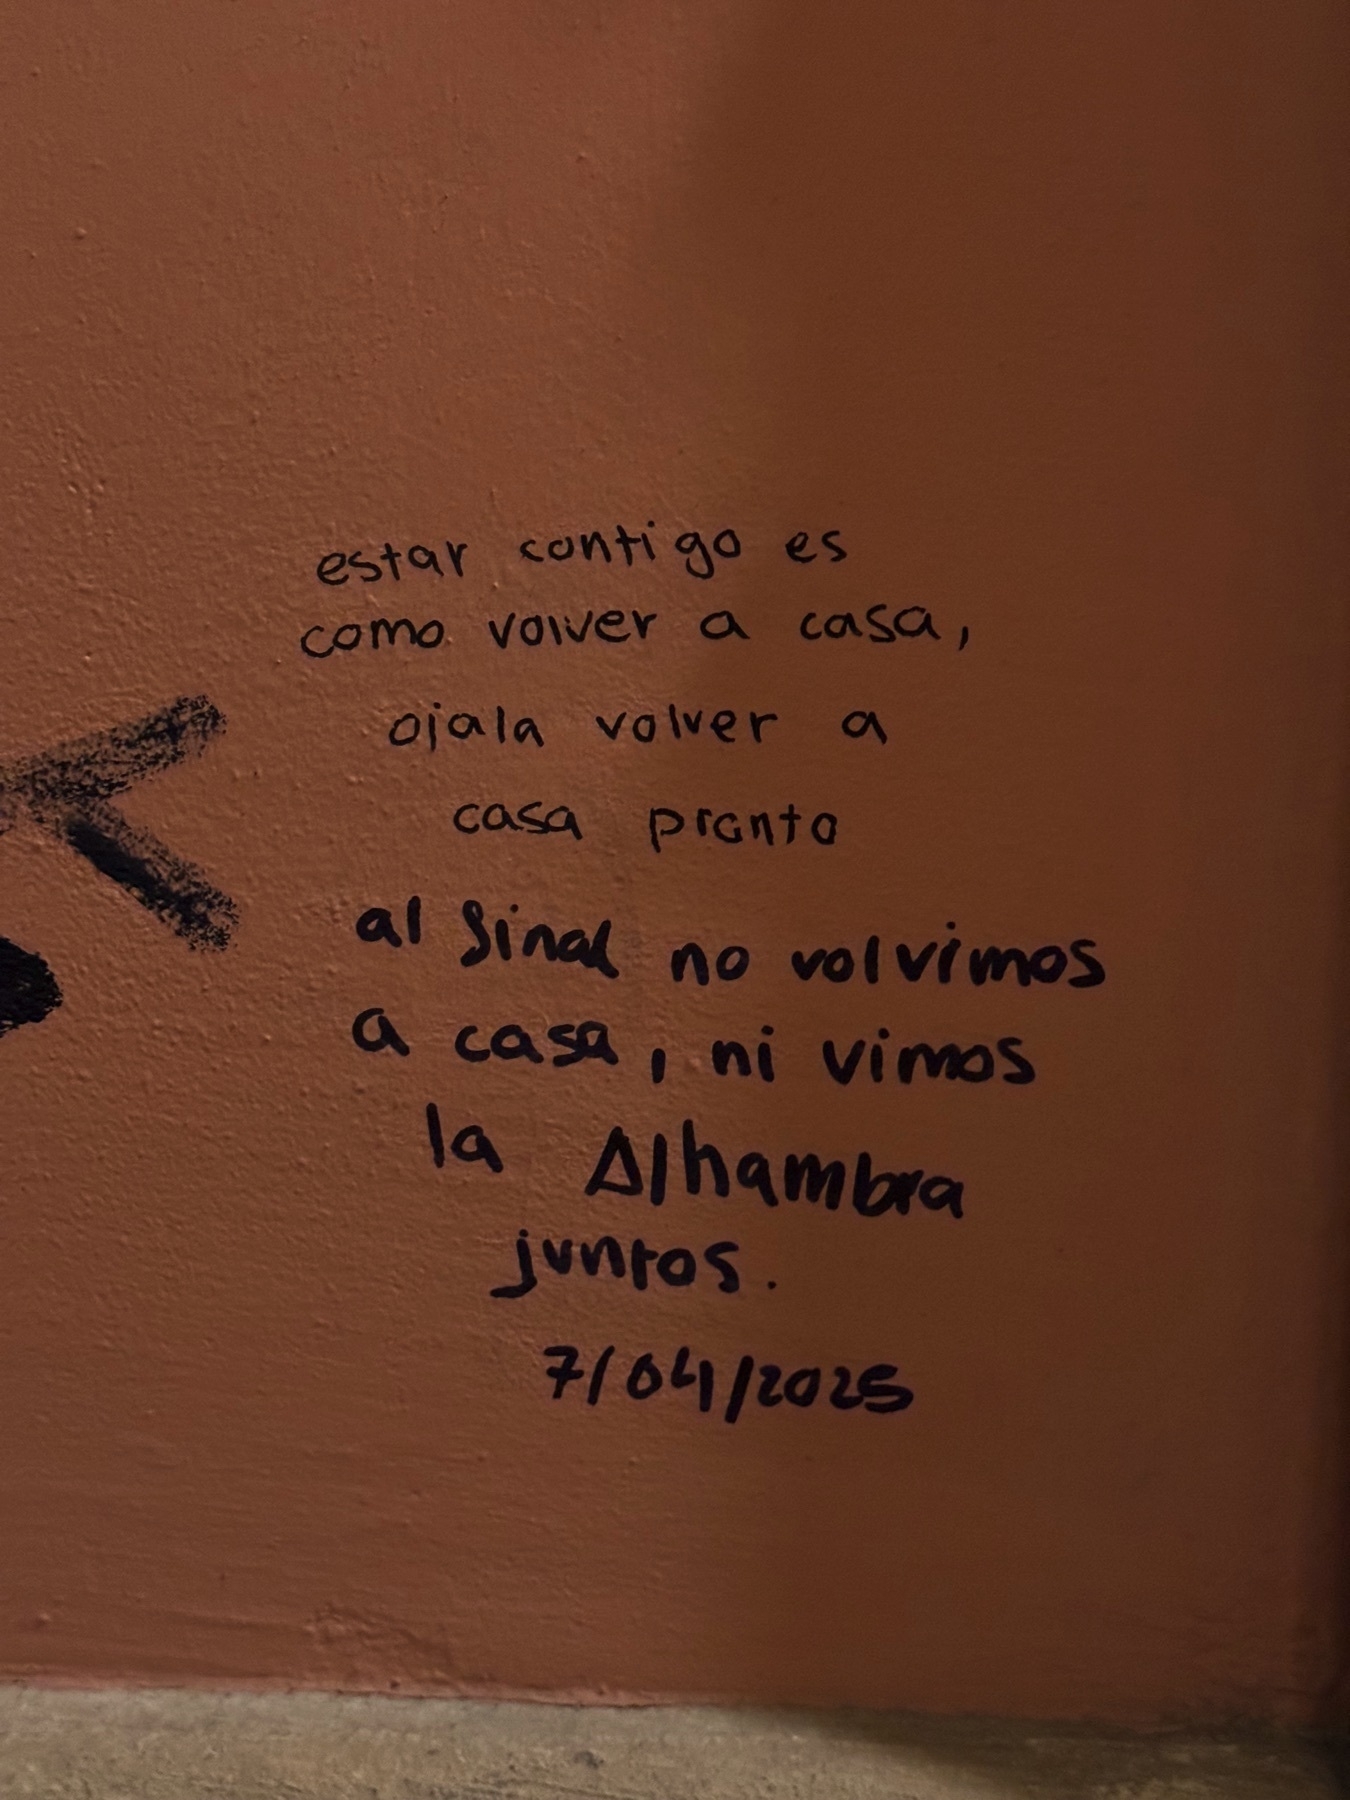 estar contigo es
como volver a casa,
ojala volver a
casa pronto
al final no volvimos
a casa, ni vimos
la Alhambra
juntos.
7/04/2025